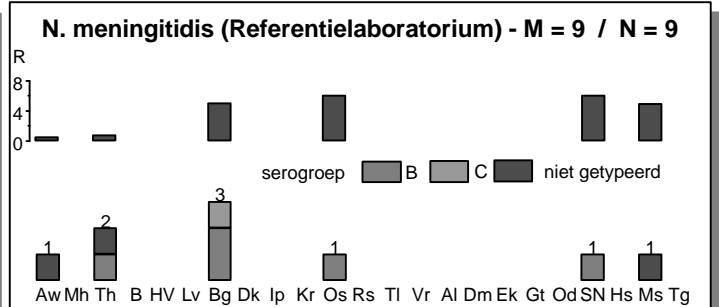 N. meningitidis (Referentielaboratorium) - M = 9 / N = 9
R
8
4
0
serogroep B C niet getypeerd
3
2
1 1 1 1
Aw Mh Th B HV Lv Bg Dk Ip Kr Os Rs Tl Vr Al Dm Ek Gt Od SN Hs Ms Tg